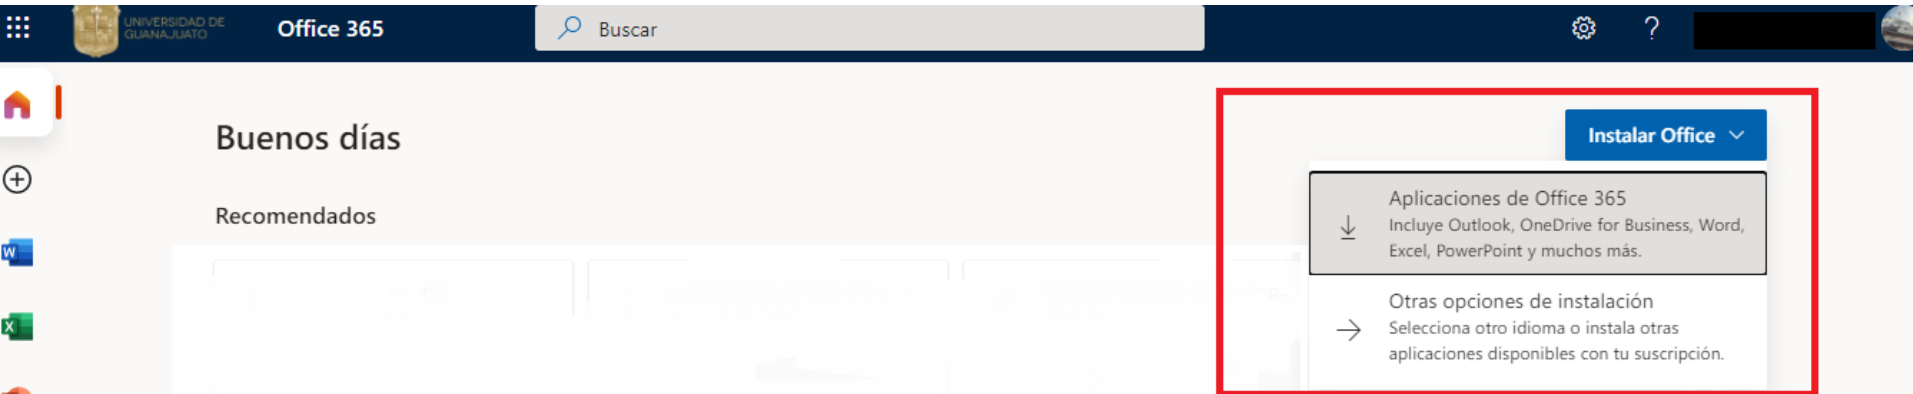 UNIVERSIDAD DE
GUANAJUATO
Office 365
Buscar
?
Buenos días
Instalar Office
Recomendados
Aplicaciones de Office 365
Incluye Outlook, OneDrive for Business, Word,
Excel, PowerPoint y muchos más.
W
Otras opciones de instalación
Selecciona otro idioma o instala otras
aplicaciones disponibles con tu suscripción.
X